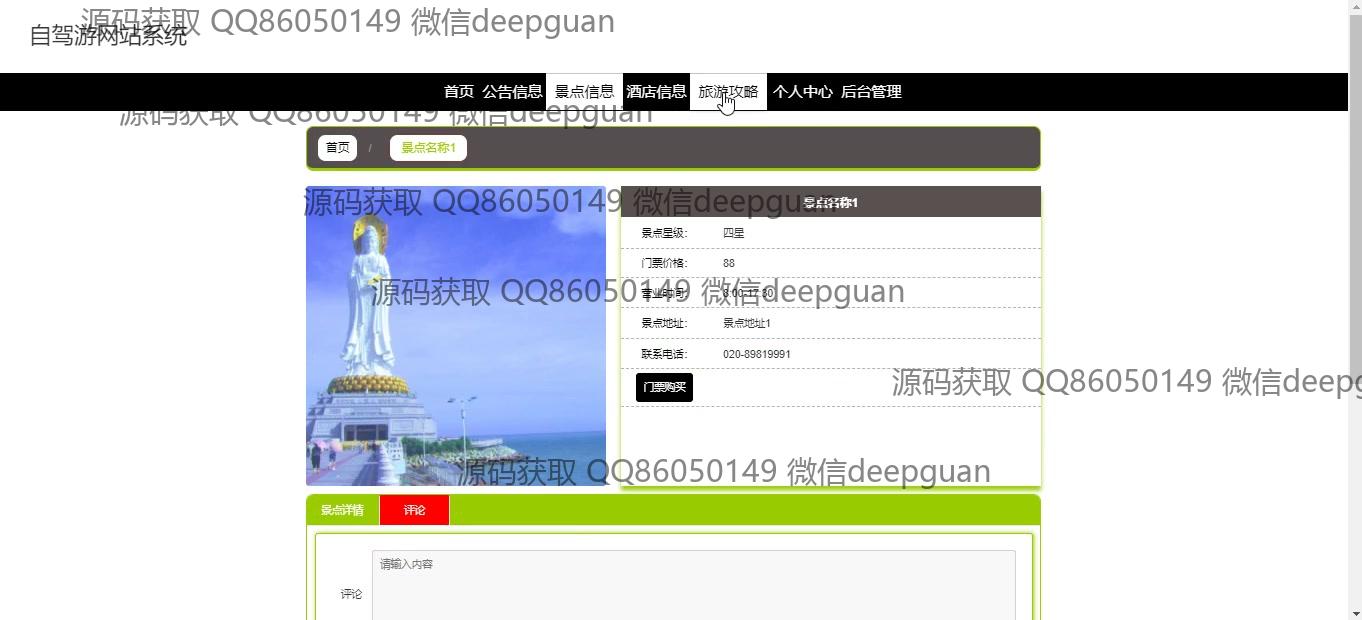 源码获取 QQ86050149 微信deepguan
自驾游网站系统
首页 公告信息 景点信息 酒店信息 旅游攻略 个人中心 后台管理
源码获取 QQ86050149 微信deepguan
首页 / 景点名称1
源码获取 QQ86050149 微信deepguan
景点名称1
景点星级: 四星
门票价格: 88
源码获取 QQ86050149 微信deepguan
营业时间: 8:00-17:30
景点地址: 景点地址1
联系电话: 020-89819991
源码获取 QQ86050149 微信deepg
门票购买
源码获取 QQ86050149 微信deepguan
景点详情 评论
请输入内容
评论